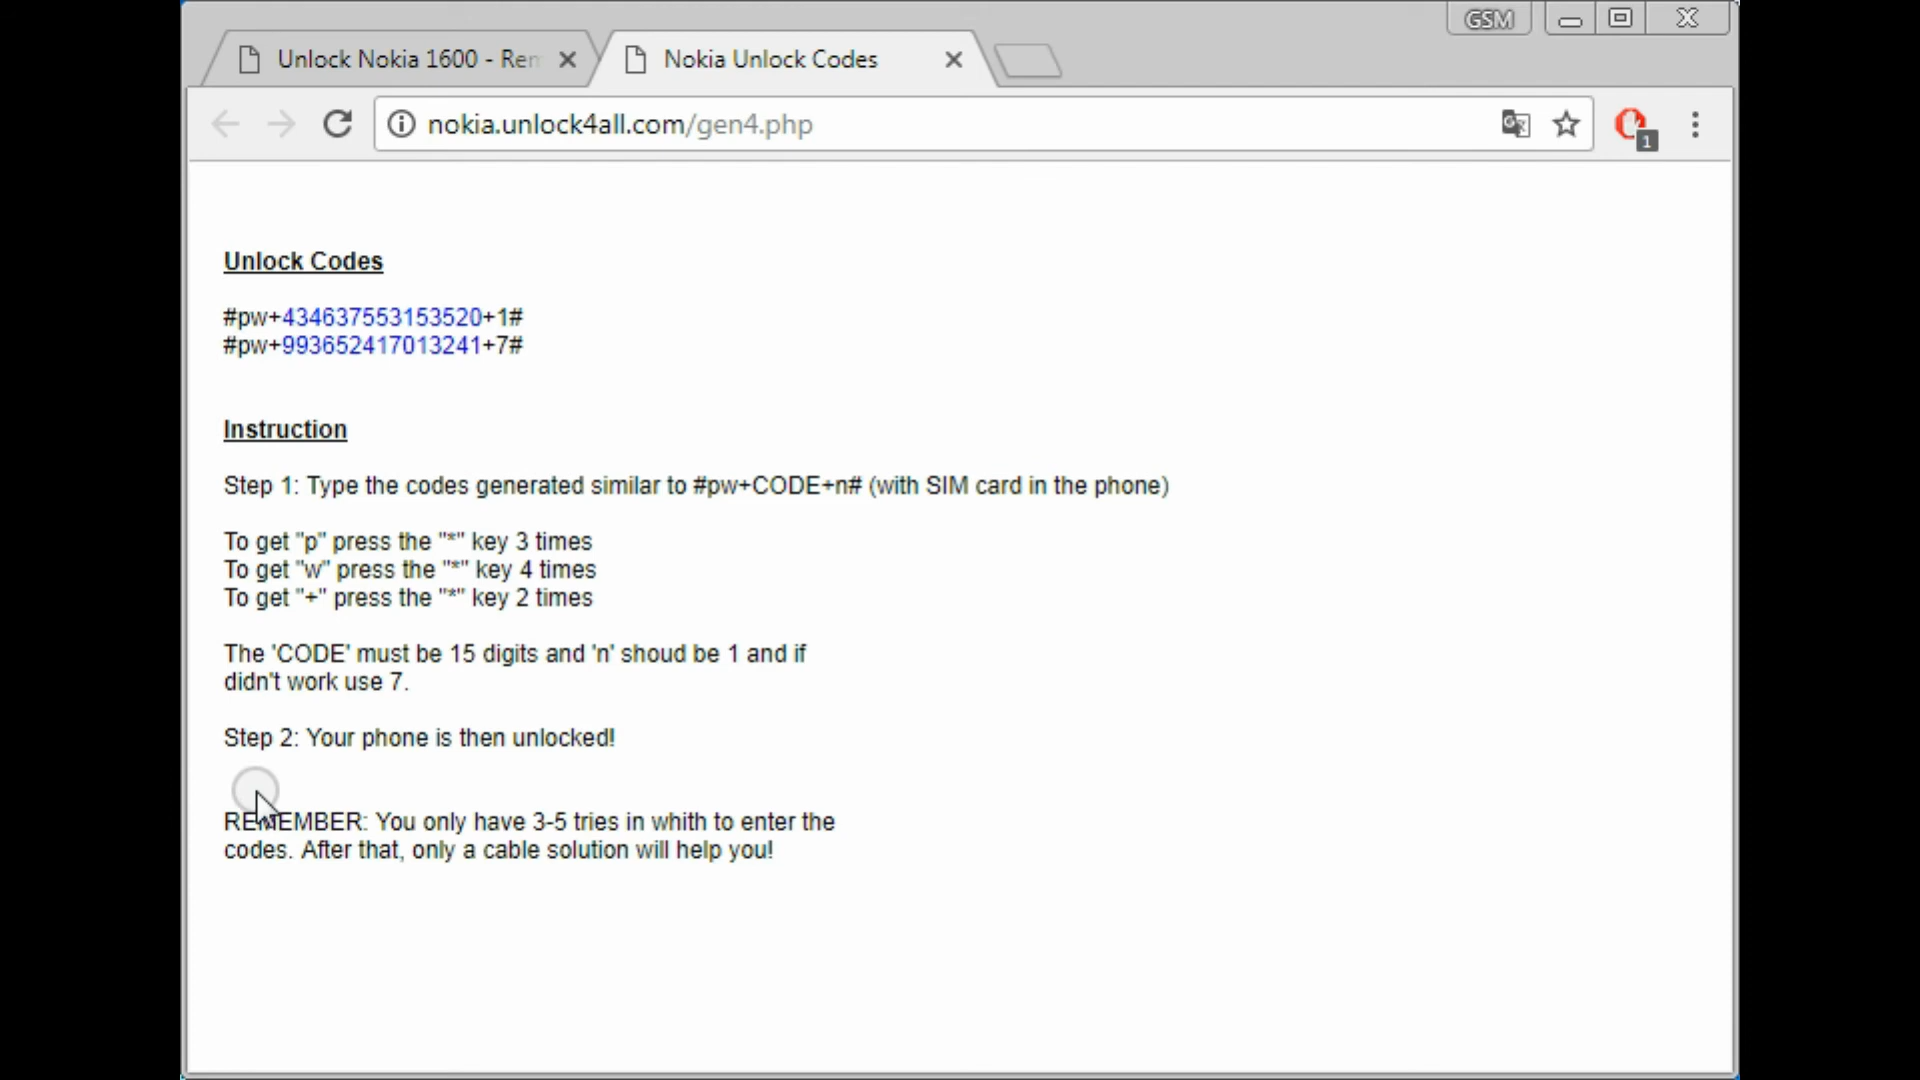 GSM
Unlock Nokia 1600 - Rem
Nokia Unlock Codes
nokia.unlock4all.com/gen4.php
1
Unlock Codes
#pw+434637553153520+1#
#pw+993652417013241+7#
Instruction
Step 1: Type the codes generated similar to #pw+CODE+n# (with SIM card in the phone)
To get "p" press the "*" key 3 times
To get "w" press the "*" key 4 times
To get "+" press the "*" key 2 times
The 'CODE' must be 15 digits and 'n' shoud be 1 and if
didn't work use 7.
Step 2: Your phone is then unlocked!
REMEMBER: You only have 3-5 tries in whith to enter the
codes. After that, only a cable solution will help you!